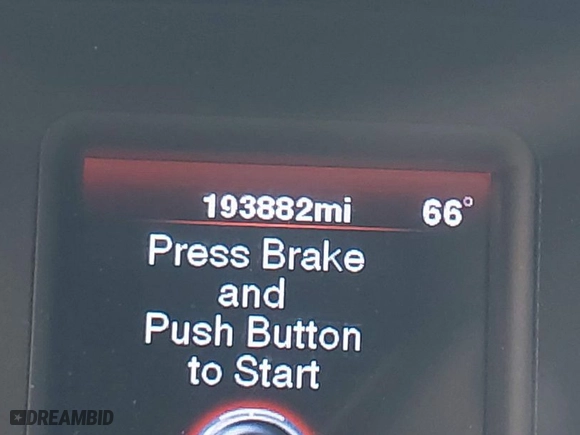 193882mi 66°
Press Brake
and
Push Button
to Start
DREAMBID